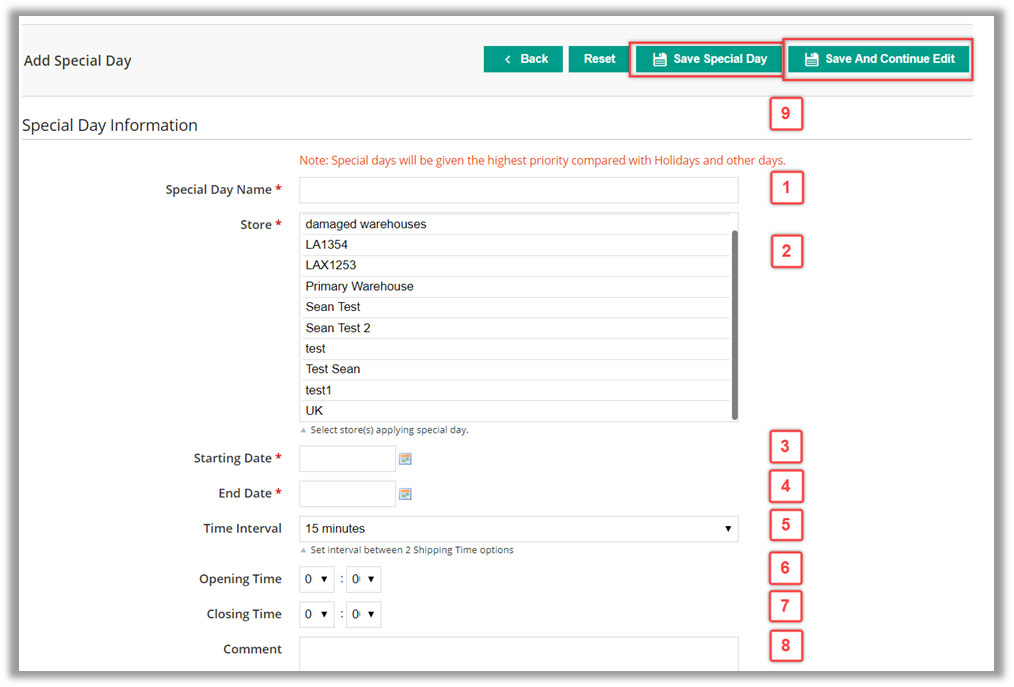 Add Special Day
Back
Reset
Save Special Day
Save And Continue Edit
9
Special Day Information
Note: Special days will be given the highest priority compared with Holidays and other days.
Special Day Name *
1
Store *
damaged warehouses
LA1354
LAX1253
Primary Warehouse
Sean Test
Sean Test 2
test
Test Sean
test1
UK
2
Select store(s) applying special day.
Starting Date *
3
End Date *
4
Time Interval
15 minutes
5
Set interval between 2 Shipping Time options
Opening Time
0 : 0
6
Closing Time
0 : 0
7
Comment
8